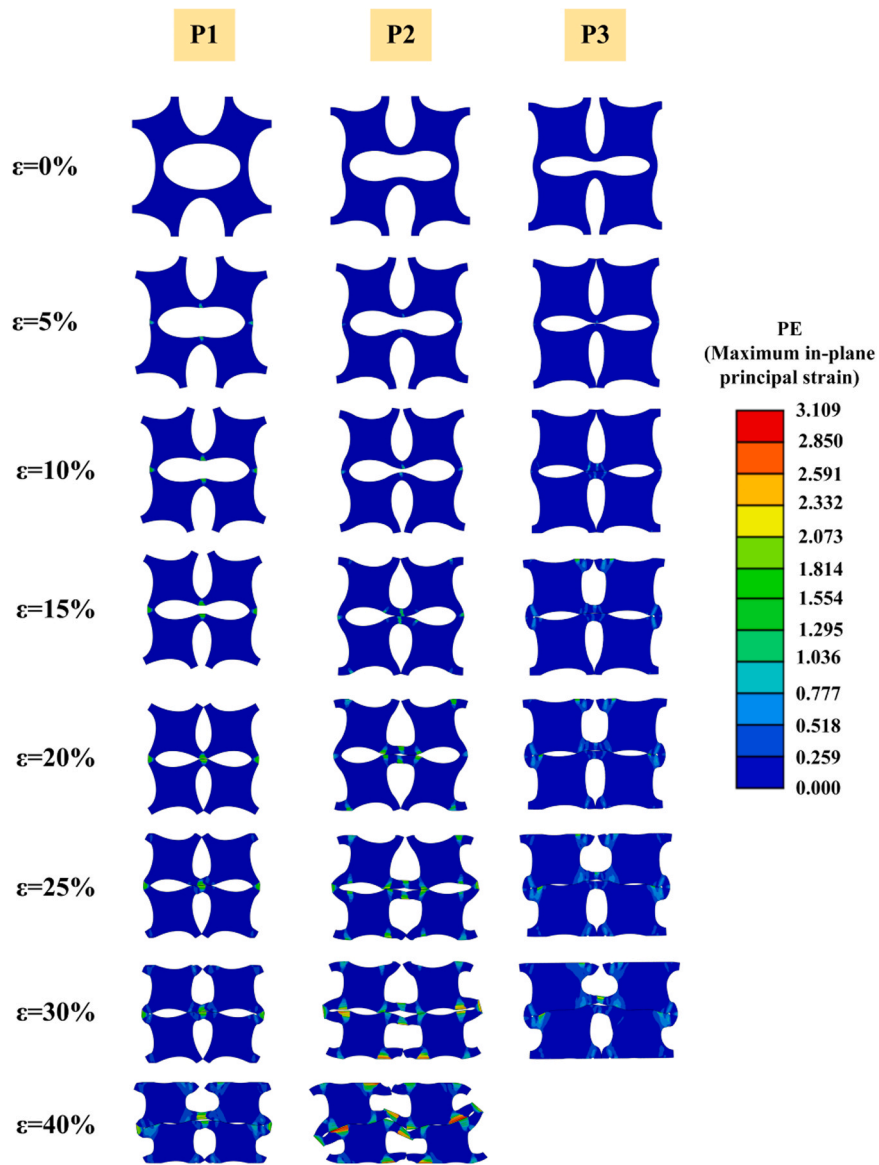 P1 P2 P3
ε=0%
ε=5%
PE
(Maximum in-plane
principal strain)
3.109
2.850
2.591
2.332
2.073
1.814
1.554
1.295
1.036
0.777
0.518
0.259
0.000
ε=10%
ε=15%
ε=20%
ε=25%
ε=30%
ε=40%